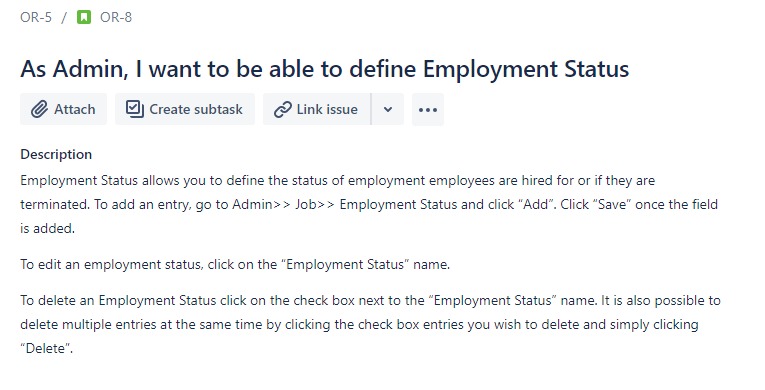 OR-5 / OR-8
As Admin, I want to be able to define Employment Status
Attach Create subtask Link issue
Description
Employment Status allows you to define the status of employment employees are hired for or if they are
terminated. To add an entry, go to Admin>> Job>> Employment Status and click “Add”. Click “Save” once the field
is added.
To edit an employment status, click on the “Employment Status” name.
To delete an Employment Status click on the check box next to the “Employment Status” name. It is also possible to
delete multiple entries at the same time by clicking the check box entries you wish to delete and simply clicking
“Delete”.